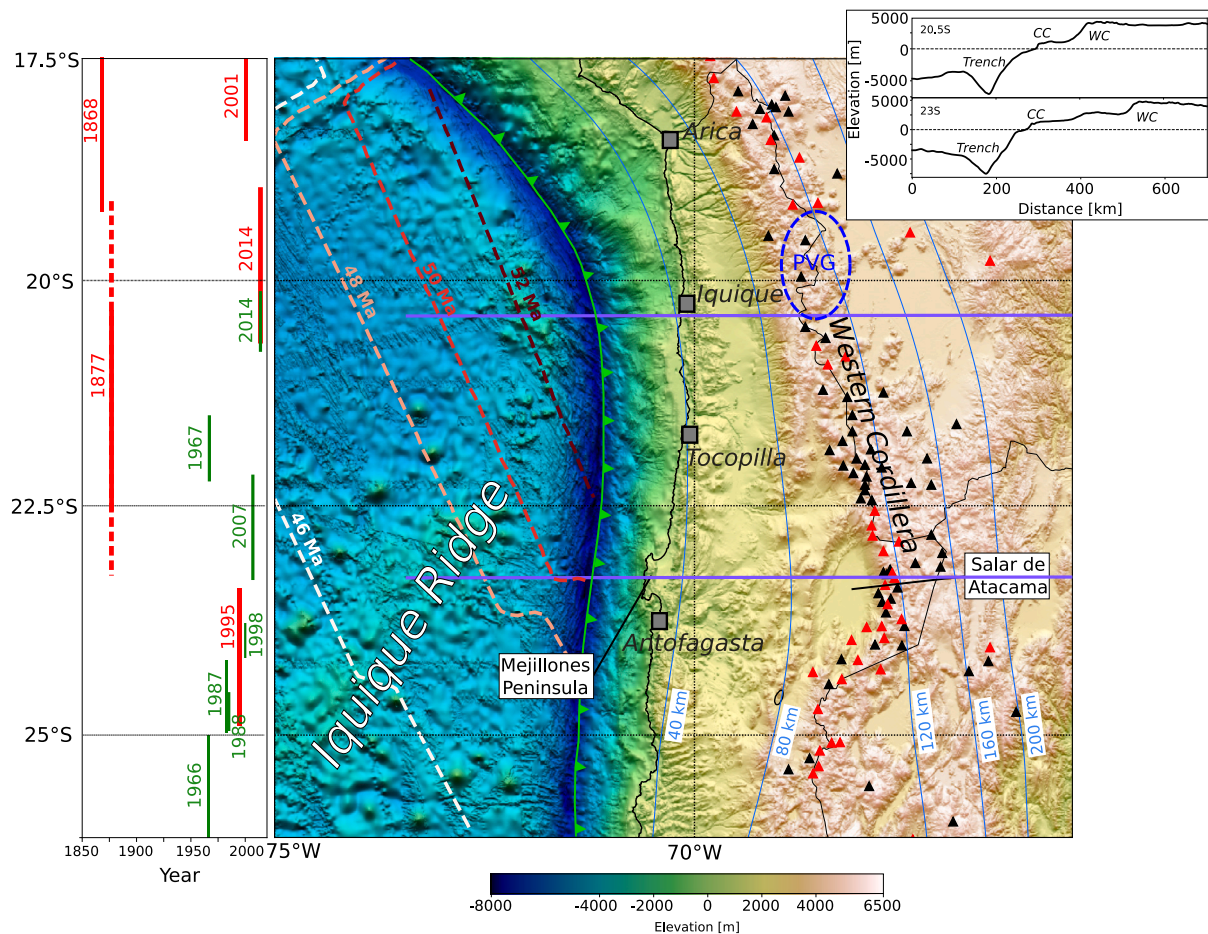 5000
0
-5000
5000
0
-5000
Elevation [m]
20,5S
CC
WC
Trench
23S
CC
WC
Trench
0
200
400
600
Distance [km]
17.5°S
20°S
22.5°S
25°S
1868
2001
2014
2014
1877
1967
2007
1995
1998
1987
1988
1966
1850
1900
1950
2000
Year
75°W
70°W
Arica
PVG
Iquique
48 Ma
50 Ma
52 Ma
Western Cordillera
Tocopilla
46 Ma
Iquique Ridge
Salar de
Atacama
Antofagasta
Mejillones
Peninsula
40 km
80 km
120 km
160 km
200 km
-8000
-6000
-4000
-2000
0
2000
4000
6500
Elevation [m]